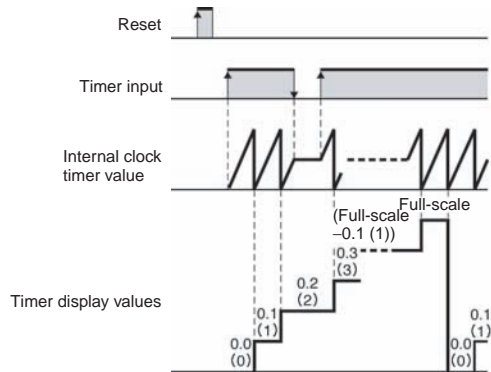 Reset
Timer input
Internal clock
timer value
Full-scale
(Full-scale
–0.1 (1))
0.3
(3)
0.2
(2)
Timer display values
0.1
(1)
0.1
(1)
0.0
(0)
0.0
(0)